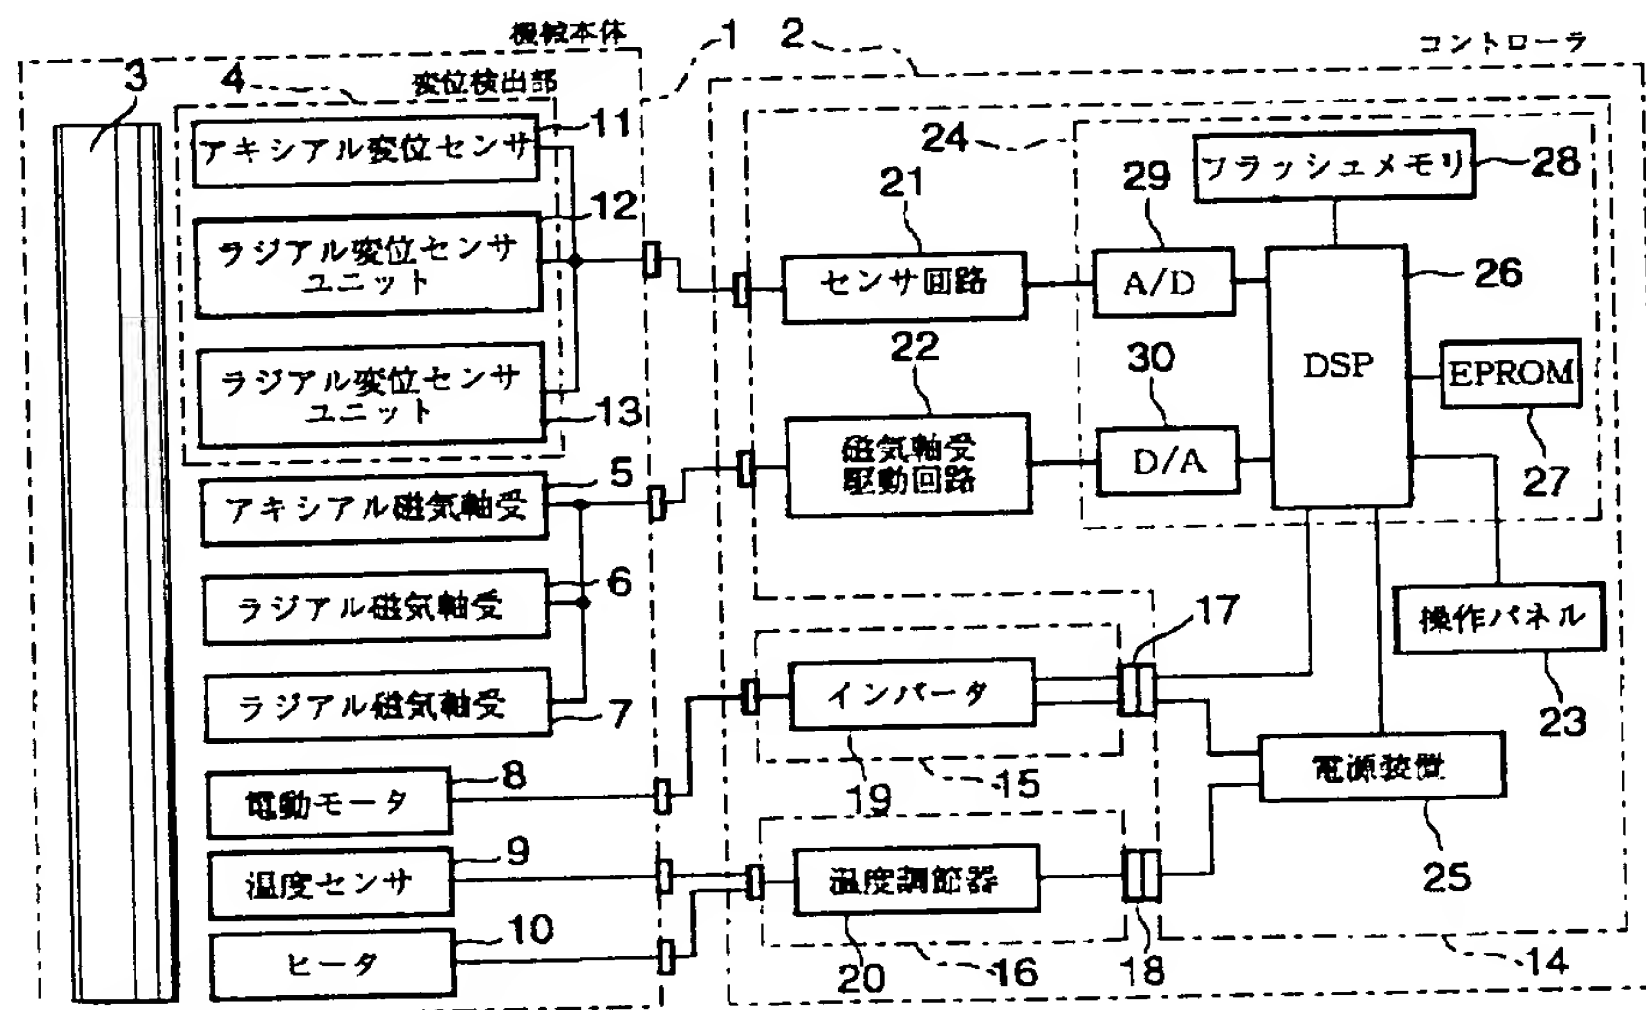 機械本体
1
2
コントローラ
3
4
変位検出部
アキシアル変位センサ
11
ラジアル変位センサ
ユニット
12
ラジアル変位センサ
ユニット
13
アキシアル磁気軸受
5
ラジアル磁気軸受
6
ラジアル磁気軸受
7
電動モータ
8
温度センサ
9
ヒータ
10
24
フラッシュメモリ
28
21
センサ回路
29
A/D
DSP
26
22
磁気軸受
駆動回路
30
D/A
EPROM
27
操作パネル
23
17
インバータ
19
15
電源装置
25
温度調節器
20
16
18
14